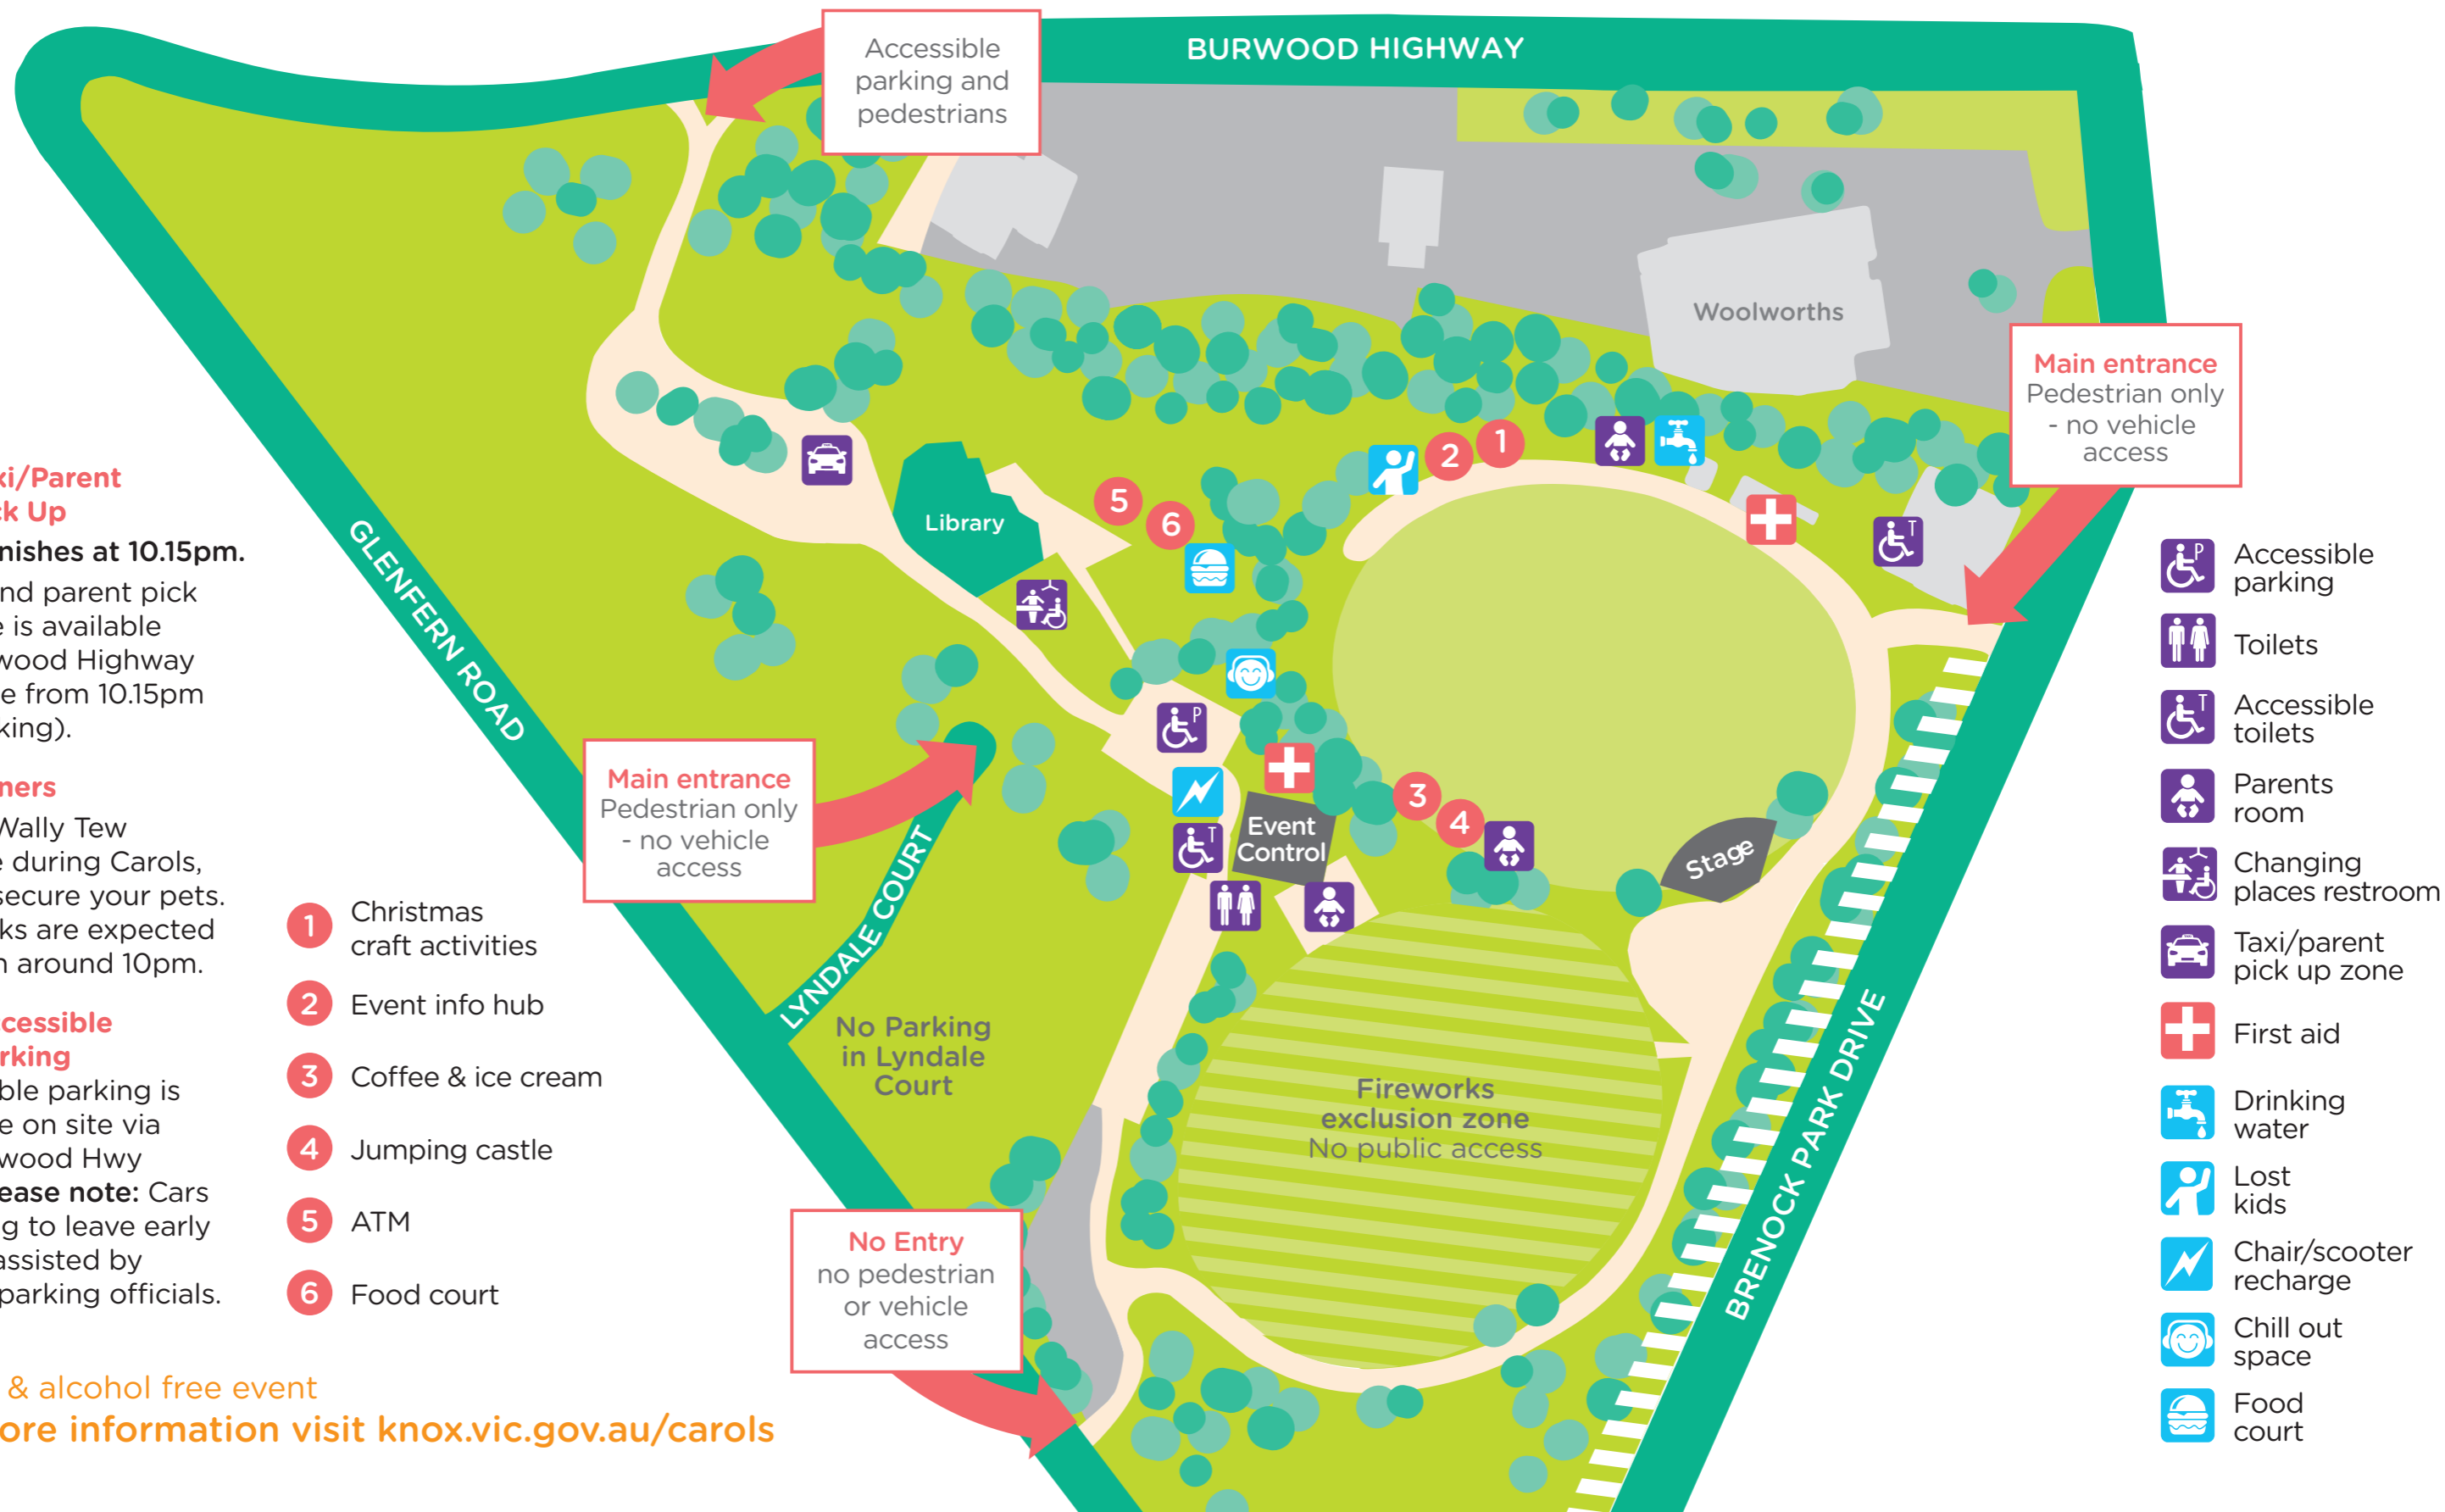 BURWOOD HIGHWAY
Accessible
parking and
pedestrians
Woolworths
Main entrance
Pedestrian only
- no vehicle
access
Library
1
2
5
6
GLENFERN ROAD
Main entrance
Pedestrian only
- no vehicle
access
P
T
T
3
4
Event
Control
Stage
LYNDALE COURT
No Parking
in Lyndale
Court
Fireworks
exclusion zone
No public access
BRENOCK PARK DRIVE
No Entry
no pedestrian
or vehicle
access
xi/Parent
ck Up
nishes at 10.15pm.
nd parent pick
e is available
wood Highway
e from 10.15pm
king).
ners
Wally Tew
e during Carols,
secure your pets.
ks are expected
n around 10pm.
cessible
rking
ble parking is
e on site via
wood Hwy
ease note: Cars
g to leave early
assisted by
parking officials.
1 Christmas
craft activities
2 Event info hub
3 Coffee & ice cream
4 Jumping castle
5 ATM
6 Food court
& alcohol free event
ore information visit knox.vic.gov.au/carols
P Accessible
parking
Toilets
T Accessible
toilets
Parents
room
Changing
places restroom
Taxi/parent
pick up zone
First aid
Drinking
water
Lost
kids
Chair/scooter
recharge
Chill out
space
Food
court